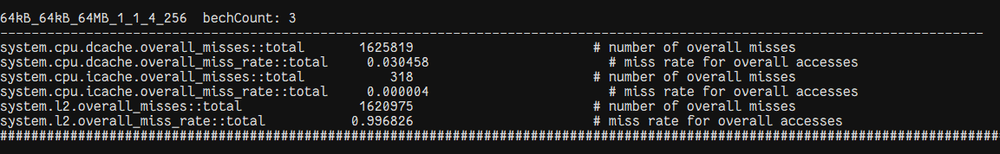 64kB_64kB_64MB_1_1_4_256  bechCount: 3
--------------------------------------------------------------------------------------------------------------------------------
system.cpu.dcache.overall_misses::total       1625819                       # number of overall misses
system.cpu.dcache.overall_miss_rate::total     0.030458                       # miss rate for overall accesses
system.cpu.icache.overall_misses::total           318                       # number of overall misses
system.cpu.icache.overall_miss_rate::total     0.000004                       # miss rate for overall accesses
system.l2.overall_misses::total               1620975                       # number of overall misses
system.l2.overall_miss_rate::total           0.996826                       # miss rate for overall accesses
################################################################################################################################